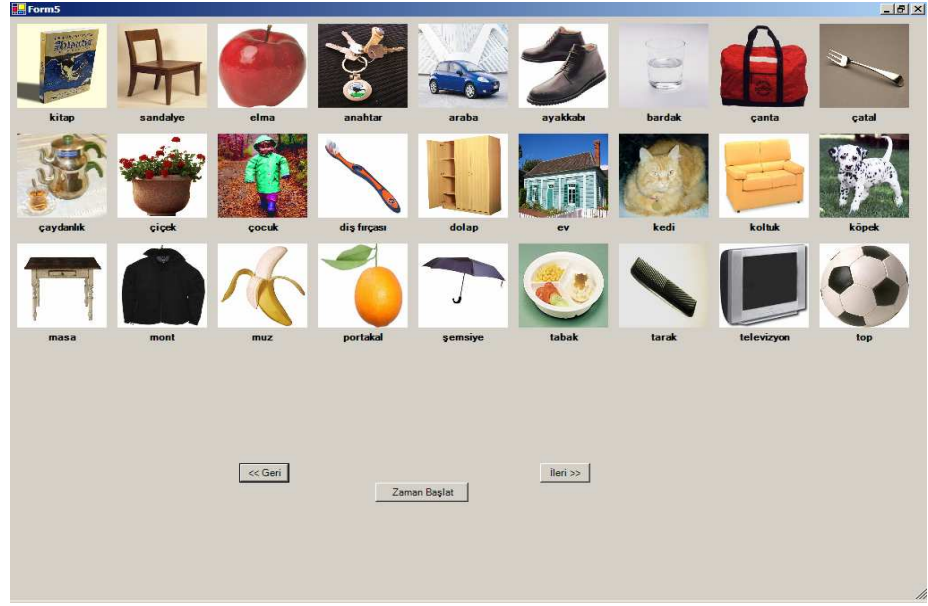 Form5
kitap sandalye elma anahtar araba ayakkabı bardak çanta çatal
çaydanlık çiçek çocuk diş fırçası dolap ev kedi koltuk köpek
masa mont muz portakal şemsiye tabak tarak televizyon top
<< Geri İleri >>
Zaman Başlat